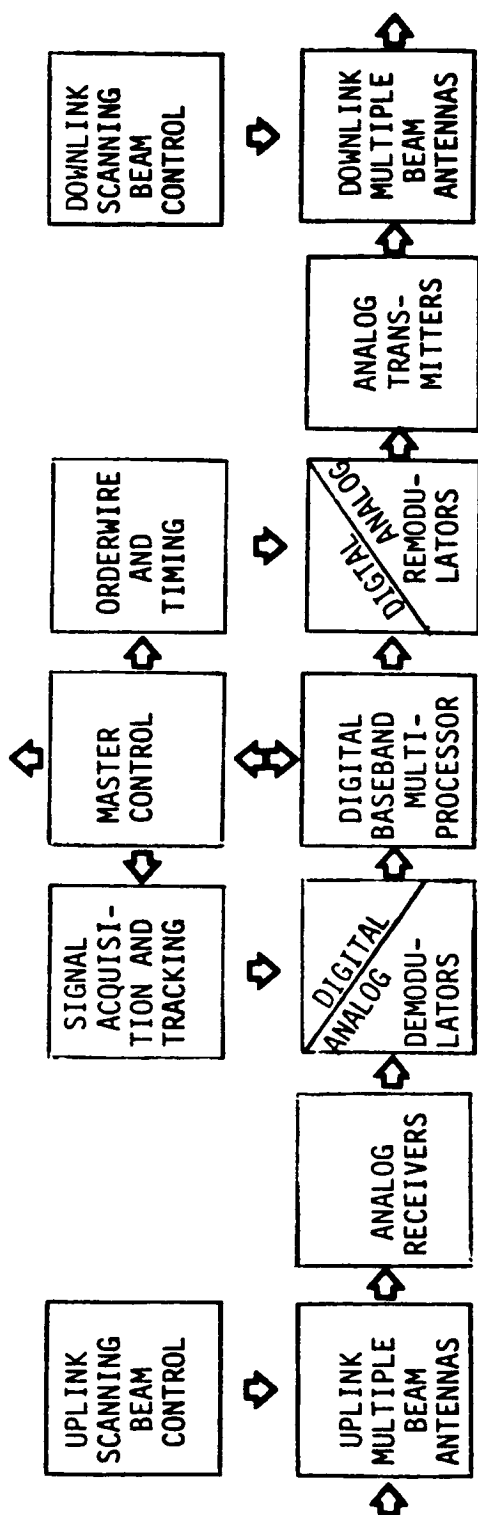 UPLINK
SCANNING
BEAM
CONTROL
SIGNAL
ACQUISI-
TION AND
TRACKING
MASTER
CONTROL
ORDERWIRE
AND
TIMING
DOWNLINK
SCANNING
BEAM
CONTROL
UPLINK
MULTIPLE
BEAM
ANTENNAS
ANALOG
RECEIVERS
DIGITAL
ANALOG
DEMODU-
LATORS
DIGITAL
BASEBAND
MULTI-
PROCESSOR
DIGTAL
ANALOG
REMODU-
LATORS
ANALOG
TRANS-
MITTERS
DOWNLINK
MULTIPLE
BEAM
ANTENNAS